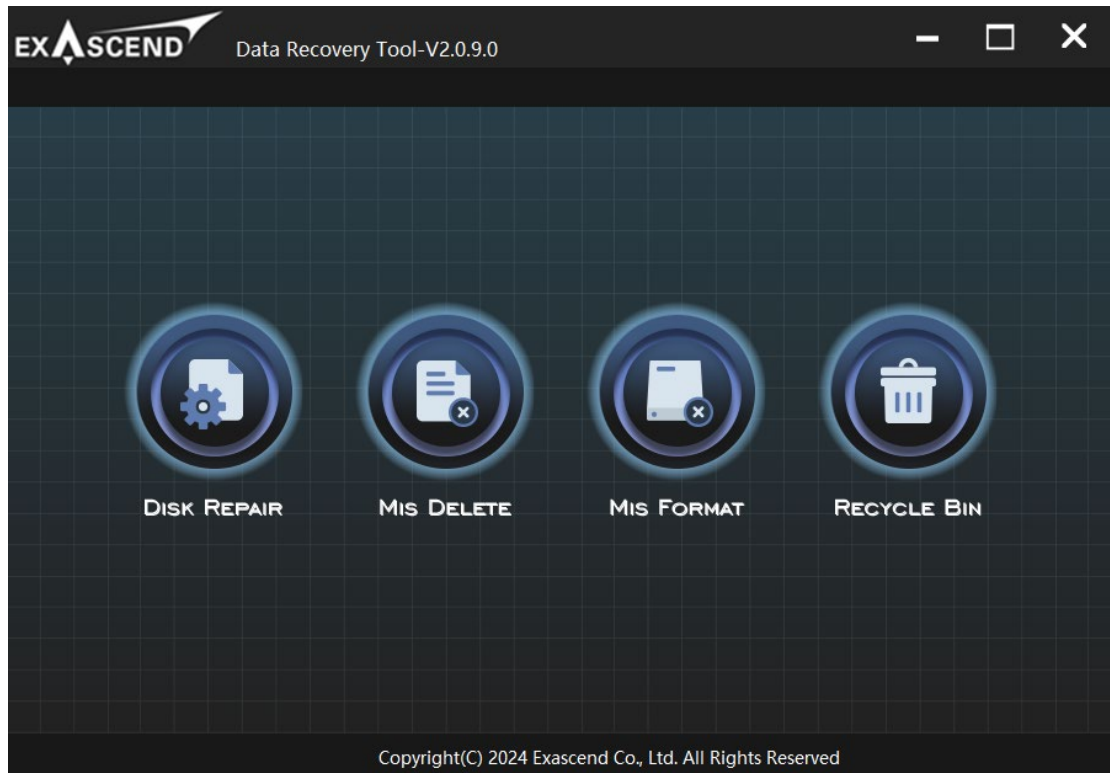 EXASCEND
Data Recovery Tool-V2.0.9.0
DISK REPAIR
MIS DELETE
MIS FORMAT
RECYCLE BIN
Copyright(C) 2024 Exascend Co., Ltd. All Rights Reserved